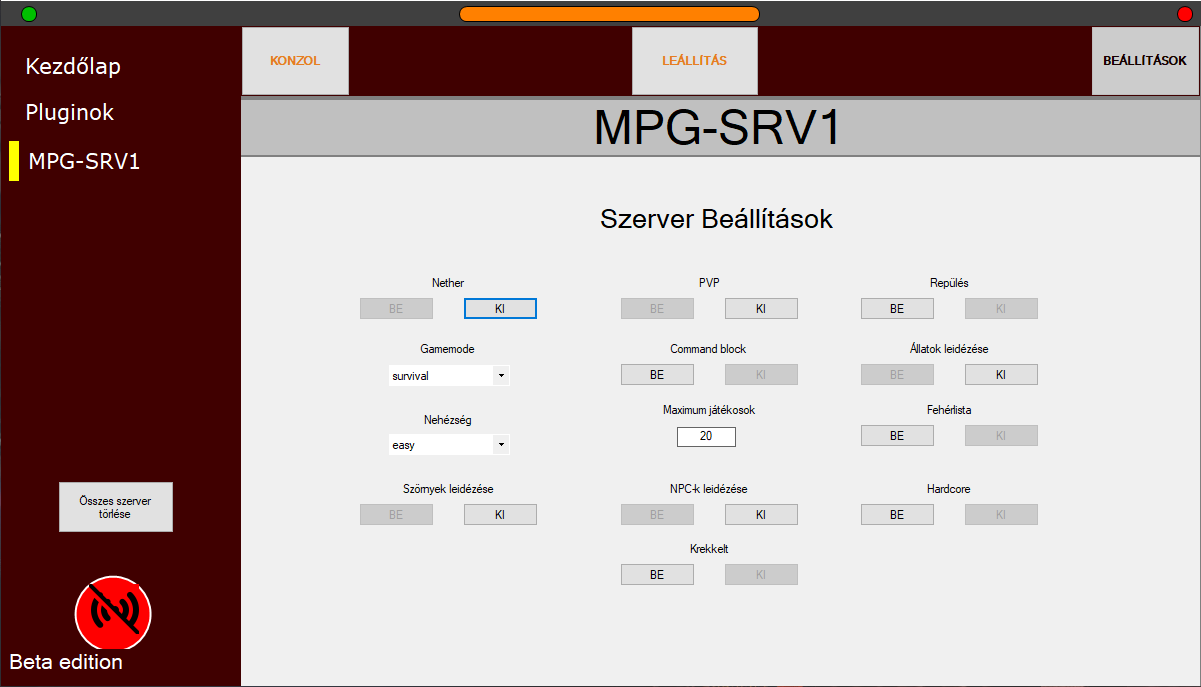 KONZOL
LEÁLLÍTÁS
BEÁLLÍTÁSOK
Kezdőlap
Pluginok
MPG-SRV1
Összes szerver
törlése
Beta edition
MPG-SRV1
Szerver Beállítások
Nether
PVP
Repülés
BE KI
BE KI
BE KI
Gamemode
Command block
Állatok leidézése
survival
BE KI
BE KI
Nehézség
Maximum játékosok
Fehérlista
easy
20
BE KI
Szörnyek leidézése
NPC-k leidézése
Hardcore
BE KI
BE KI
BE KI
Krekkelt
BE KI